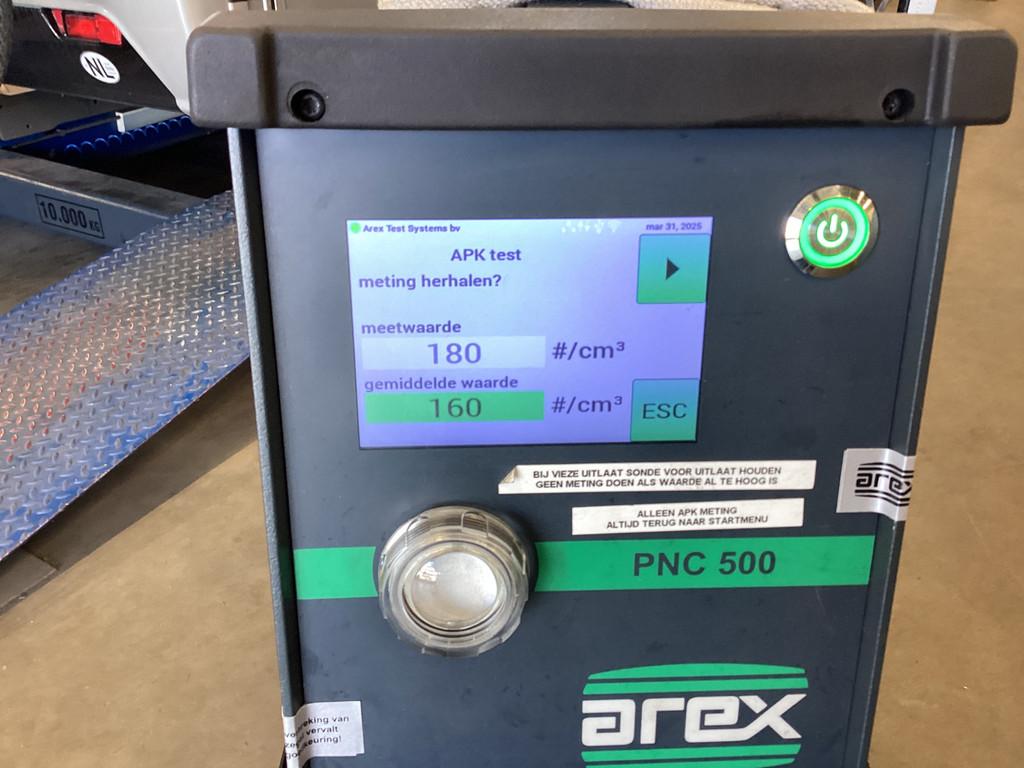 NL
10.000 KG
Arex Test Systems bv
mar 31, 2025
APK test
meting herhalen?
meetwaarde
180 #/cm³
gemiddelde waarde
160 #/cm³
ESC
BIJ VIEZE UITLAAT SONDE VOOR UITLAAT HOUDEN
GEEN METING DOEN ALS WAARDE AL TE HOOG IS
arex
ALLEEN APK METING
ALTIJD TERUG NAAR STARTMENU
PNC 500
arex
van
vervalt